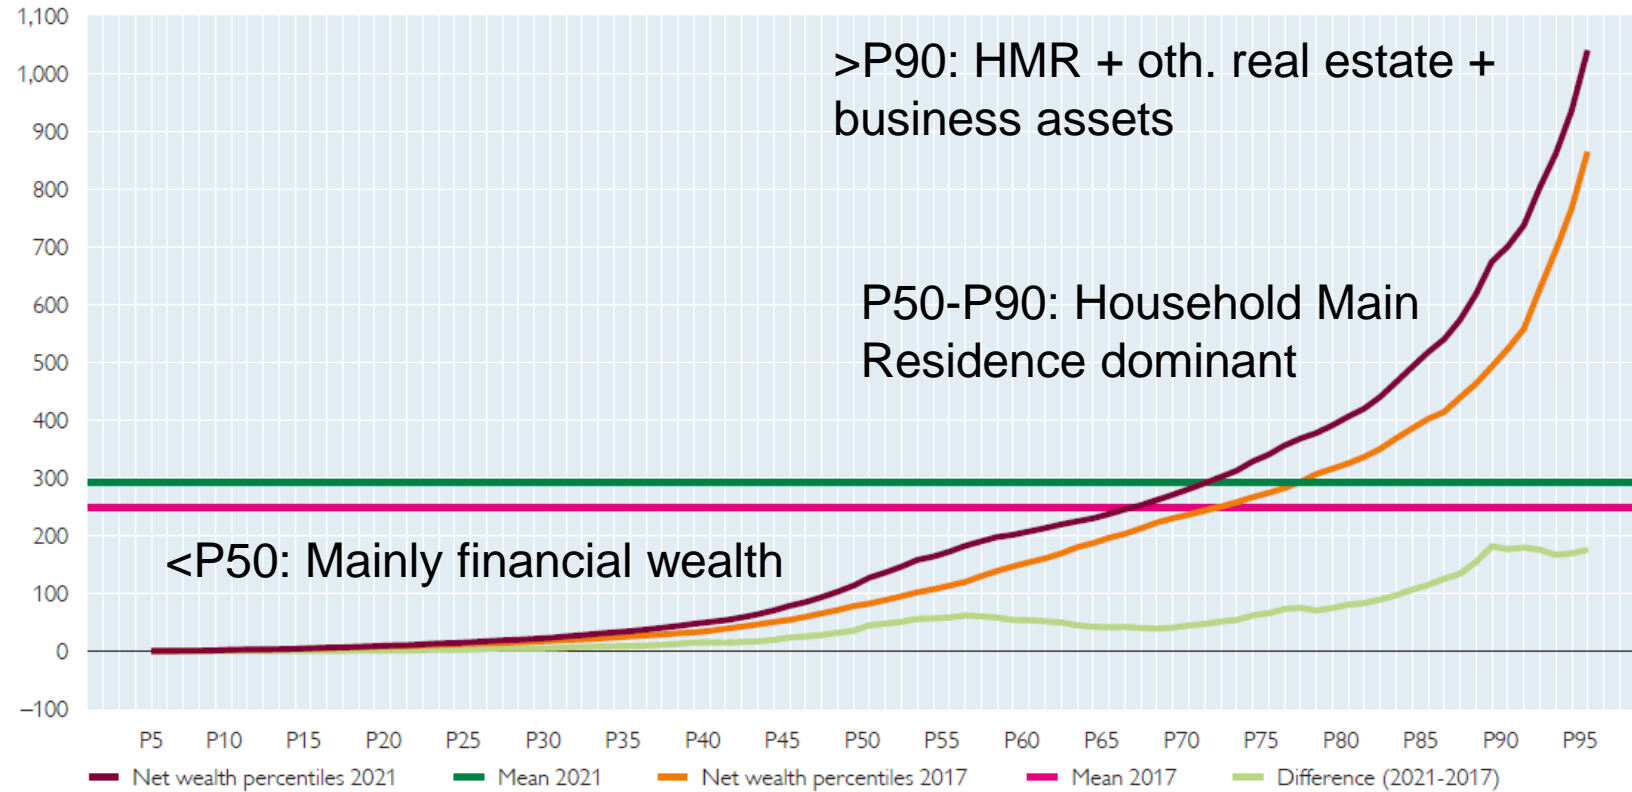 1,100
1,000
900
800
700
600
500
400
300
200
100
0
–100
>P90: HMR + oth. real estate +
business assets
P50-P90: Household Main
Residence dominant
<P50: Mainly financial wealth
P5 P10 P15 P20 P25 P30 P35 P40 P45 P50 P55 P60 P65 P70 P75 P80 P85 P90 P95
Net wealth percentiles 2021 Mean 2021 Net wealth percentiles 2017 Mean 2017 Difference (2021-2017)